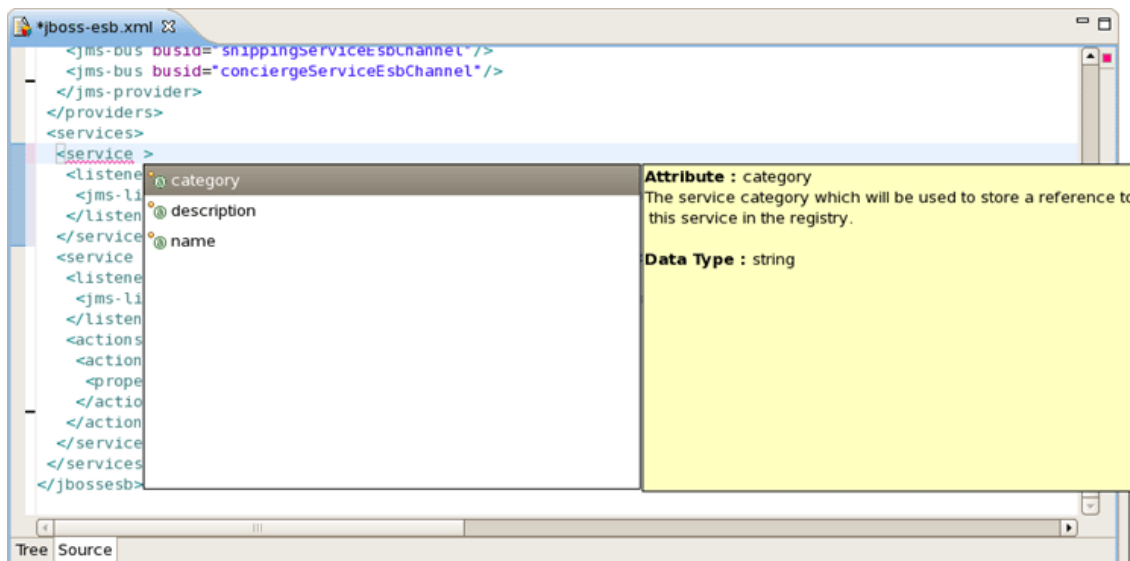 *jboss-esb.xml
<jms-bus busid="shippingServiceEsbChannel"/>
<jms-bus busid="conciergeServiceEsbChannel"/>
</jms-provider>
</providers>
<services>
<service >
<listene
<jms-li
</listen
</service
<service
<listene
<jms-li
</listen
<actions
<action
<prope
</actio
</action
</service
</services
</jbossesb>
category
description
name
Attribute : category
The service category which will be used to store a reference to
this service in the registry.
Data Type : string
Tree Source